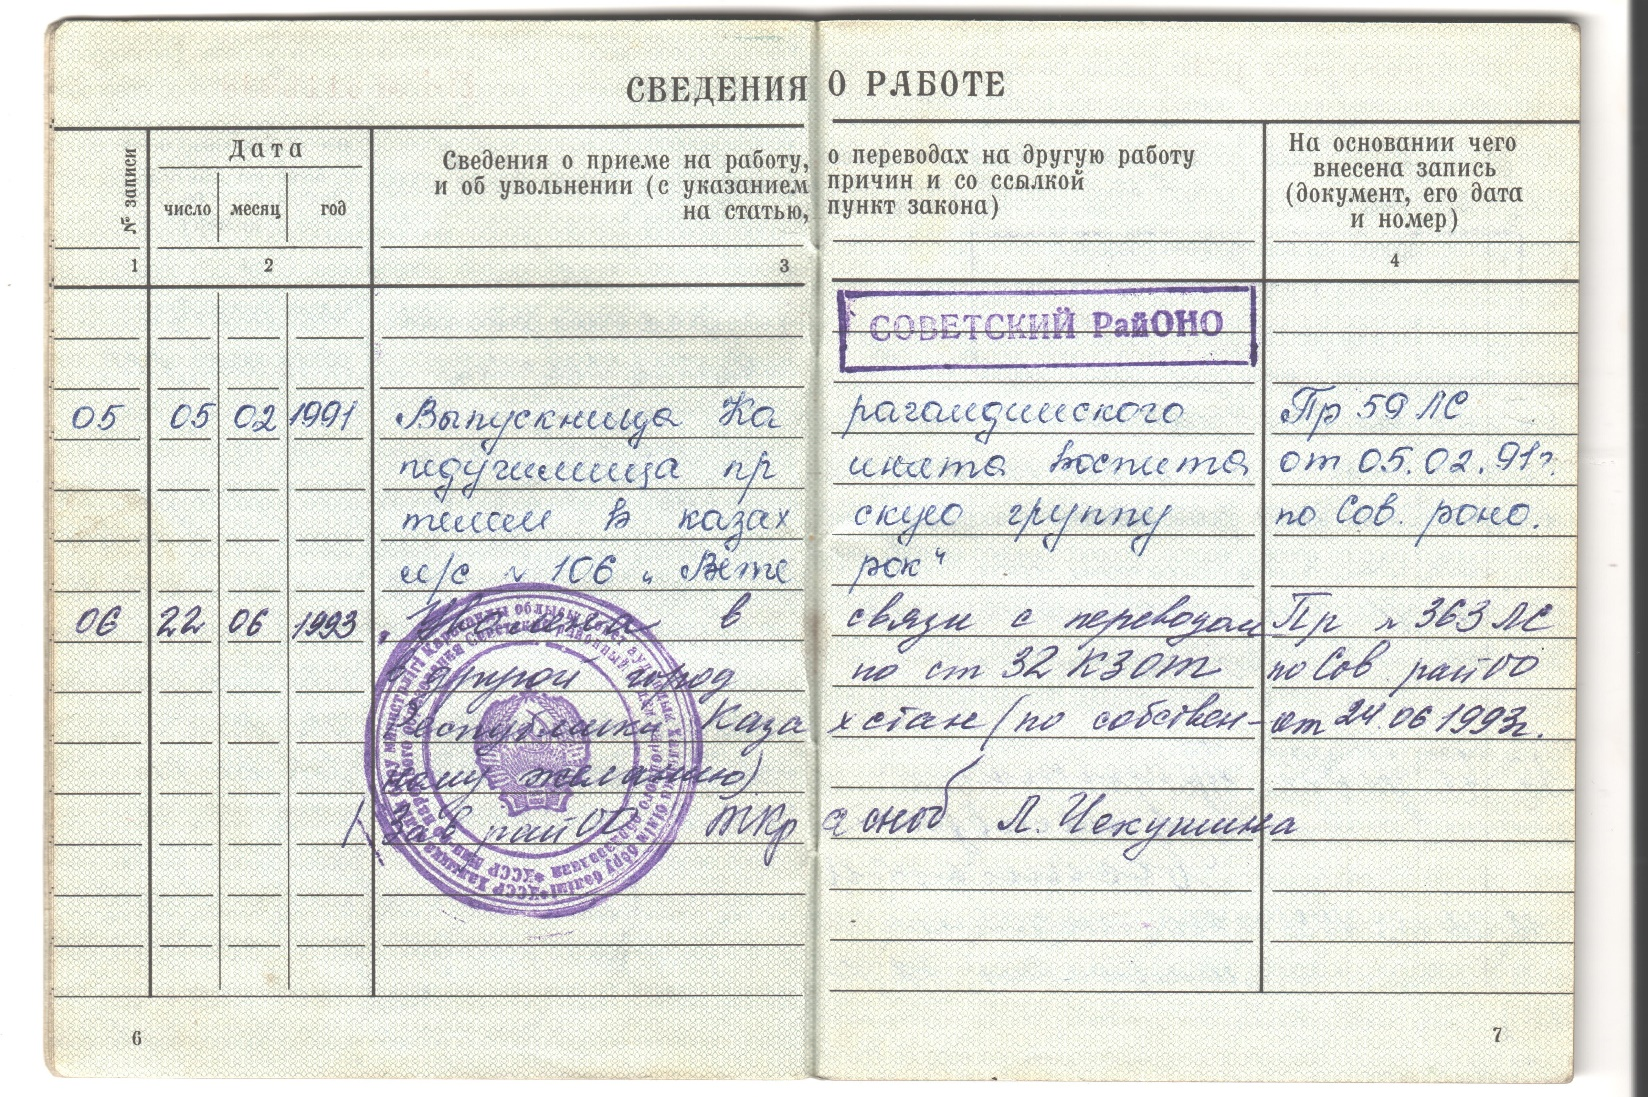 СВЕДЕНИЯ О РАБОТЕ
№ записи
Дата
число месяц год
Сведения о приеме на работу, о переводах на другую работу
и об увольнении (с указанием причин и со ссылкой
на статью, пункт закона)
На основании чего
внесена запись
(документ, его дата
и номер)
1 2 3 4
СОВЕТСКИЙ РайОНО
05 05 02 1991 Выпускница Карагандинского Пр 59 ЛС
педучилища принята воспита от 05.02.91г.
телем в казахскую группу по Сов. роно.
я/с № 106 „Ветерок“
06 22 06 1993 Уволена в связи с переводом Пр № 363 ЛС
в другой город по ст 32 КЗОТ по Сов райОО
Республика Казахстан (по собствен- от 24.06 1993г.
ному желанию)
Зав райОО Л. Чекушина
6 7